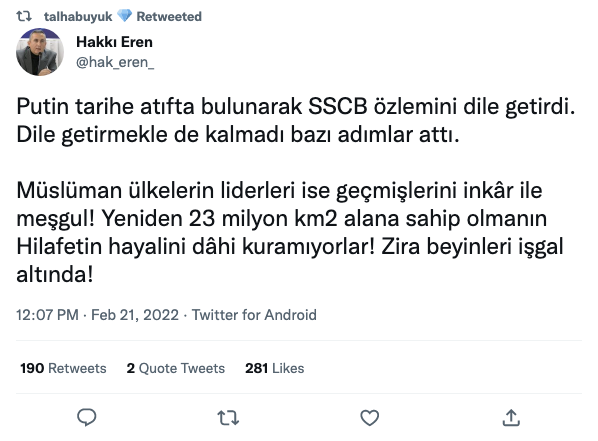 talhabuyuk 💎 Retweeted
Hakkı Eren
@hak_eren_
Putin tarihe atıfta bulunarak SSCB özlemini dile getirdi.
Dile getirmekle de kalmadı bazı adımlar attı.
Müslüman ülkelerin liderleri ise geçmişlerini inkâr ile
meşgul! Yeniden 23 milyon km2 alana sahip olmanın
Hilafetin hayalini dâhi kuramıyorlar! Zira beyinleri işgal
altında!
12:07 PM · Feb 21, 2022 · Twitter for Android
190 Retweets 2 Quote Tweets 281 Likes